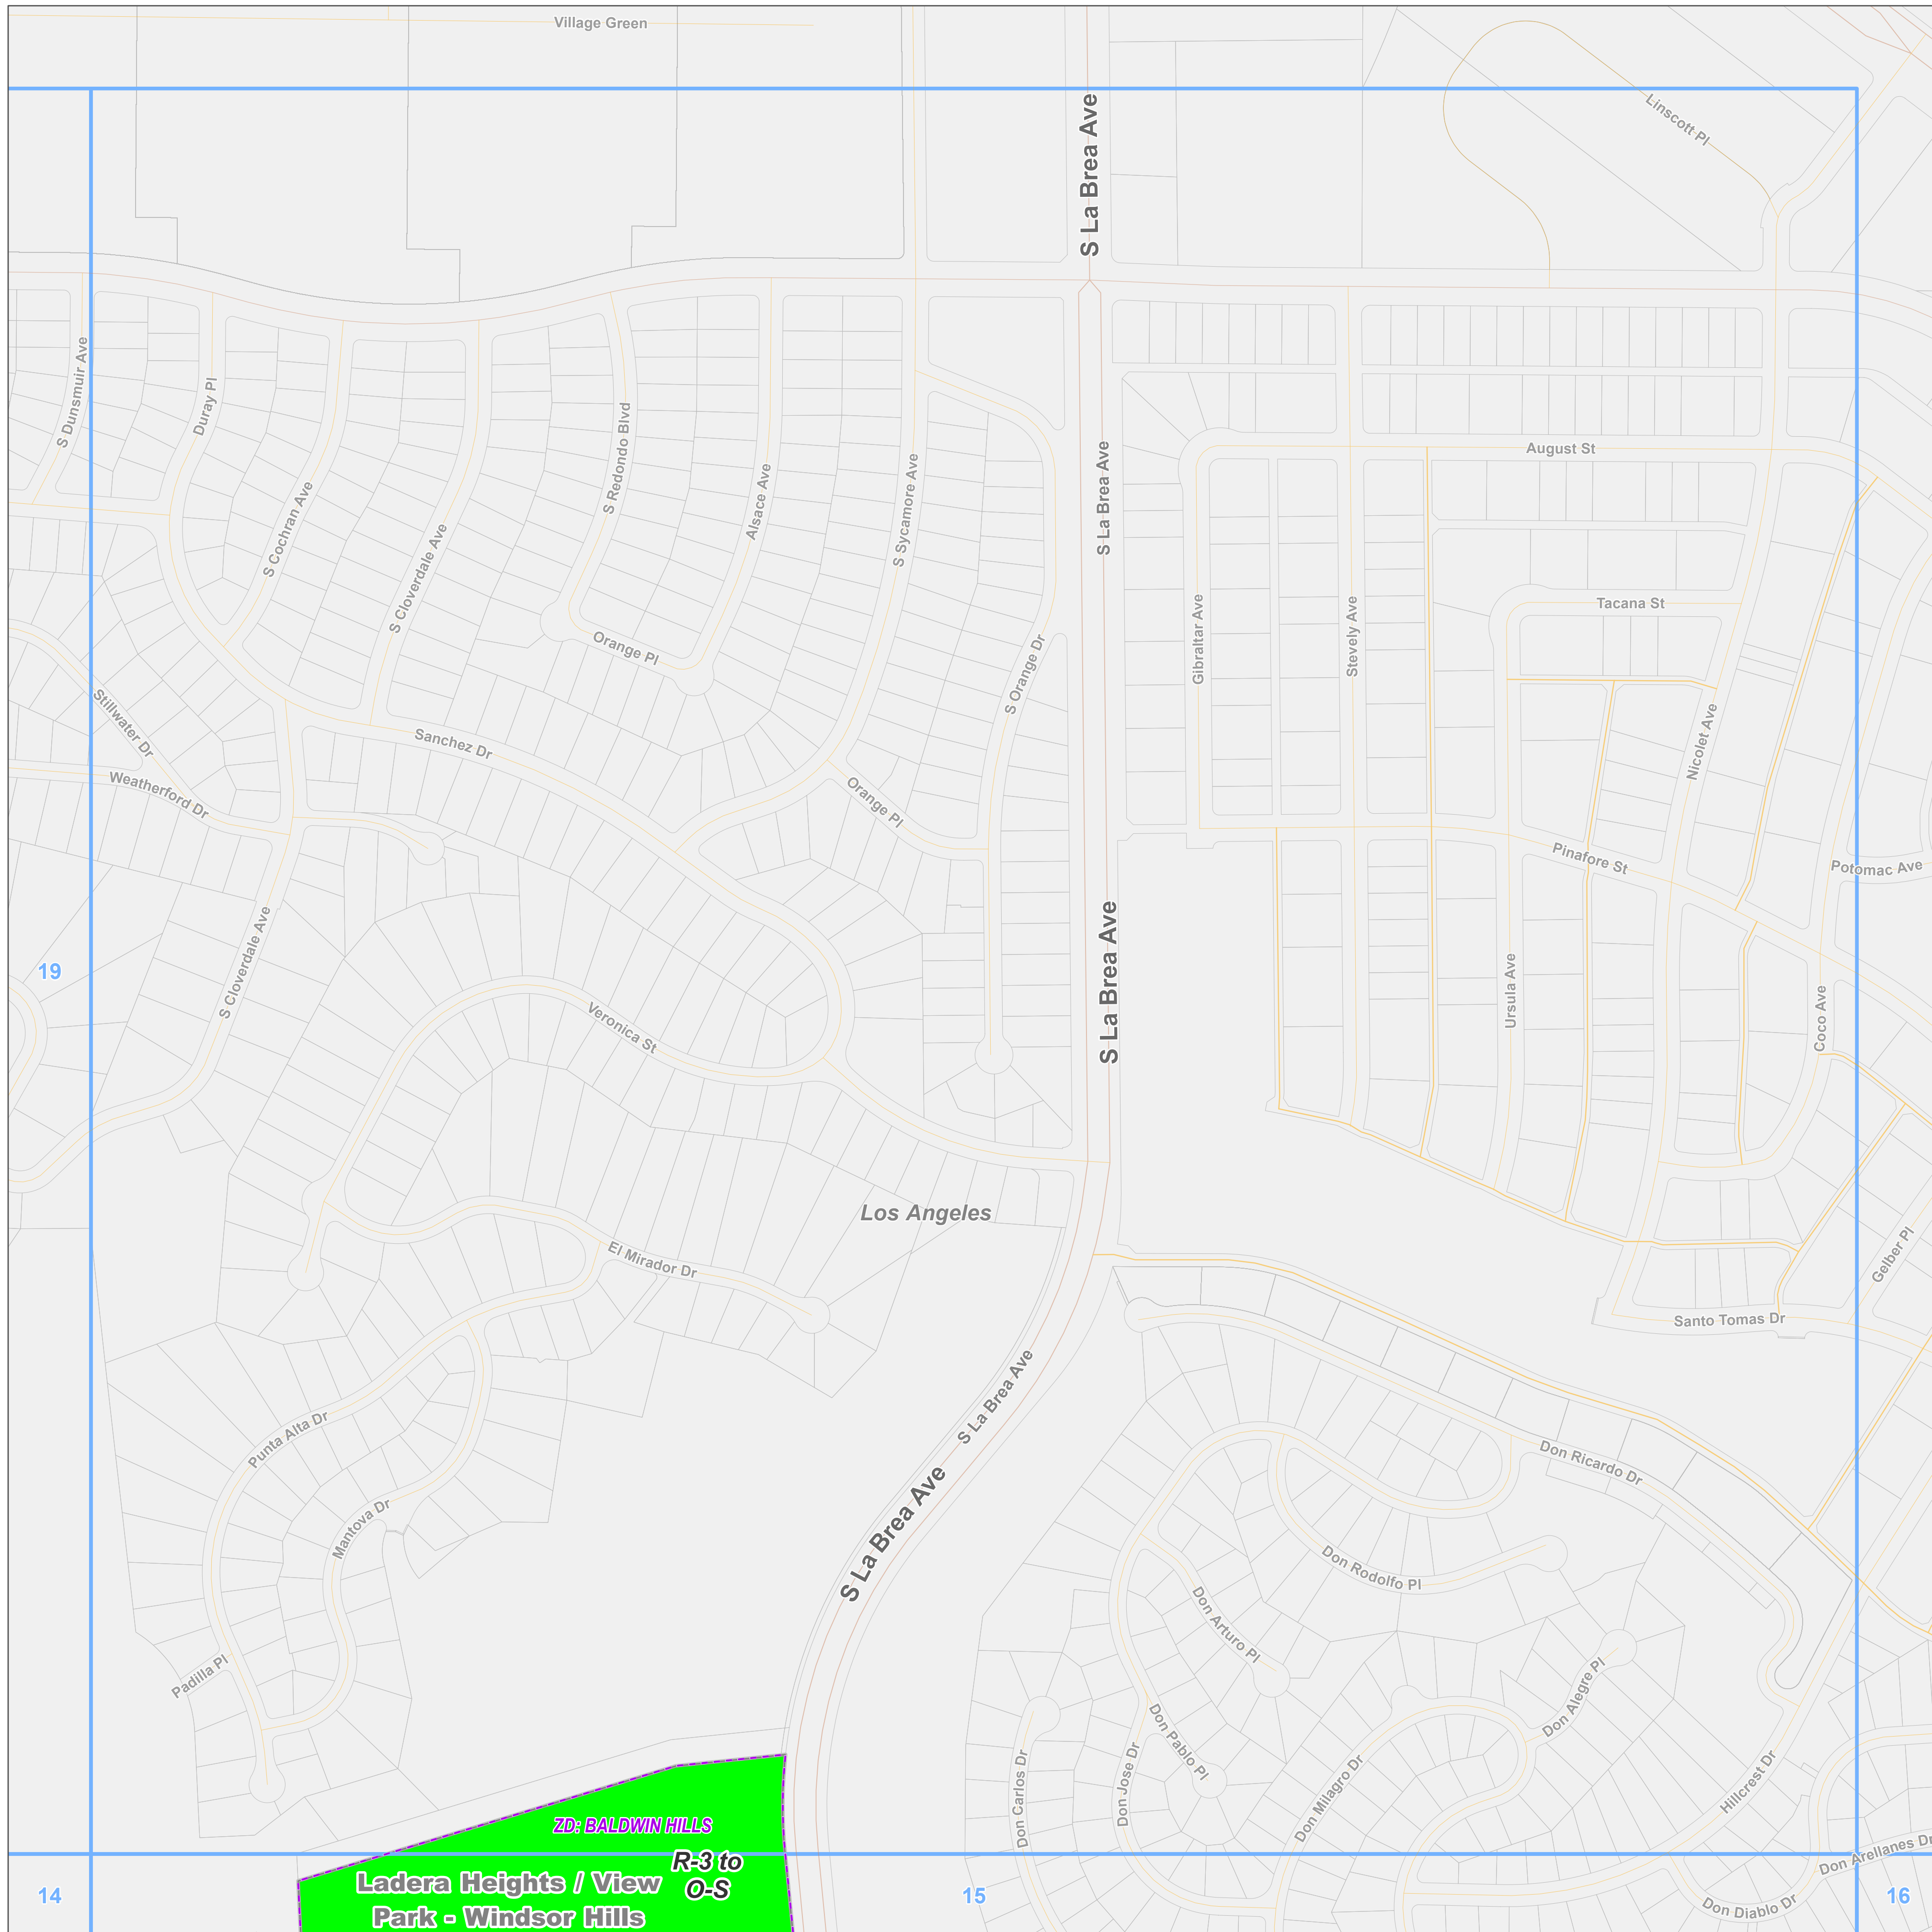 Village Green
S La Brea Ave
Linscott Pl
S Dunsmuir Ave
Duray Pl
S Cochran Ave
S Cloverdale Ave
S Redondo Blvd
Alsace Ave
S Sycamore Ave
S La Brea Ave
August St
Orange Pl
S Orange Dr
Gibraltar Ave
Stevely Ave
Tacana St
Nicolet Ave
Stillwater Dr
Sanchez Dr
Weatherford Dr
Orange Pl
Pinafore St
Potomac Ave
19
S Cloverdale Ave
Veronica St
S La Brea Ave
Ursula Ave
Coco Ave
Los Angeles
El Mirador Dr
Gelber Pl
Santo Tomas Dr
S La Brea Ave
Punta Alta Dr
Don Ricardo Dr
S La Brea Ave
Mantova Dr
Don Rodolfo Pl
Don Arturo Pl
Padilla Pl
Don Alegre Pl
Don Pablo Pl
Don Carlos Dr
Don Jose Dr
Don Milagro Dr
Hillcrest Dr
ZD: BALDWIN HILLS
Don Arellanes Dr
R-3 to
O-S
Ladera Heights / View
Park - Windsor Hills
14
15
16
Don Diablo Dr